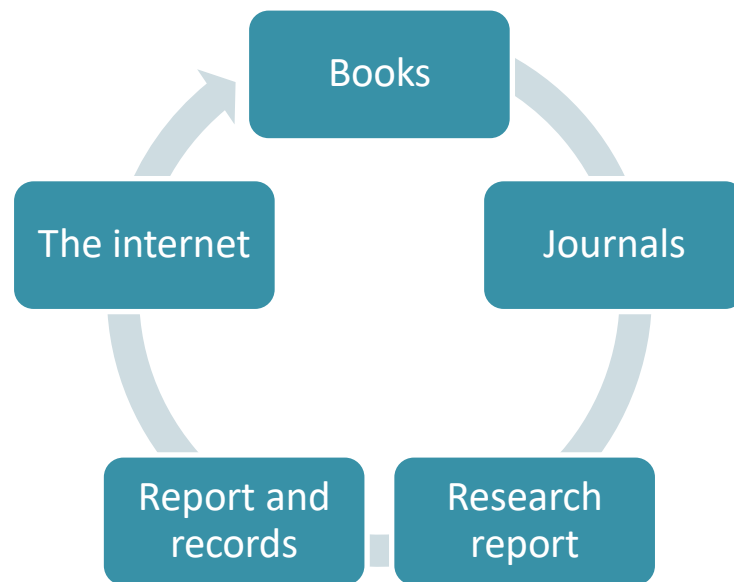 Books
Journals
Research
report
Report and
records
The internet